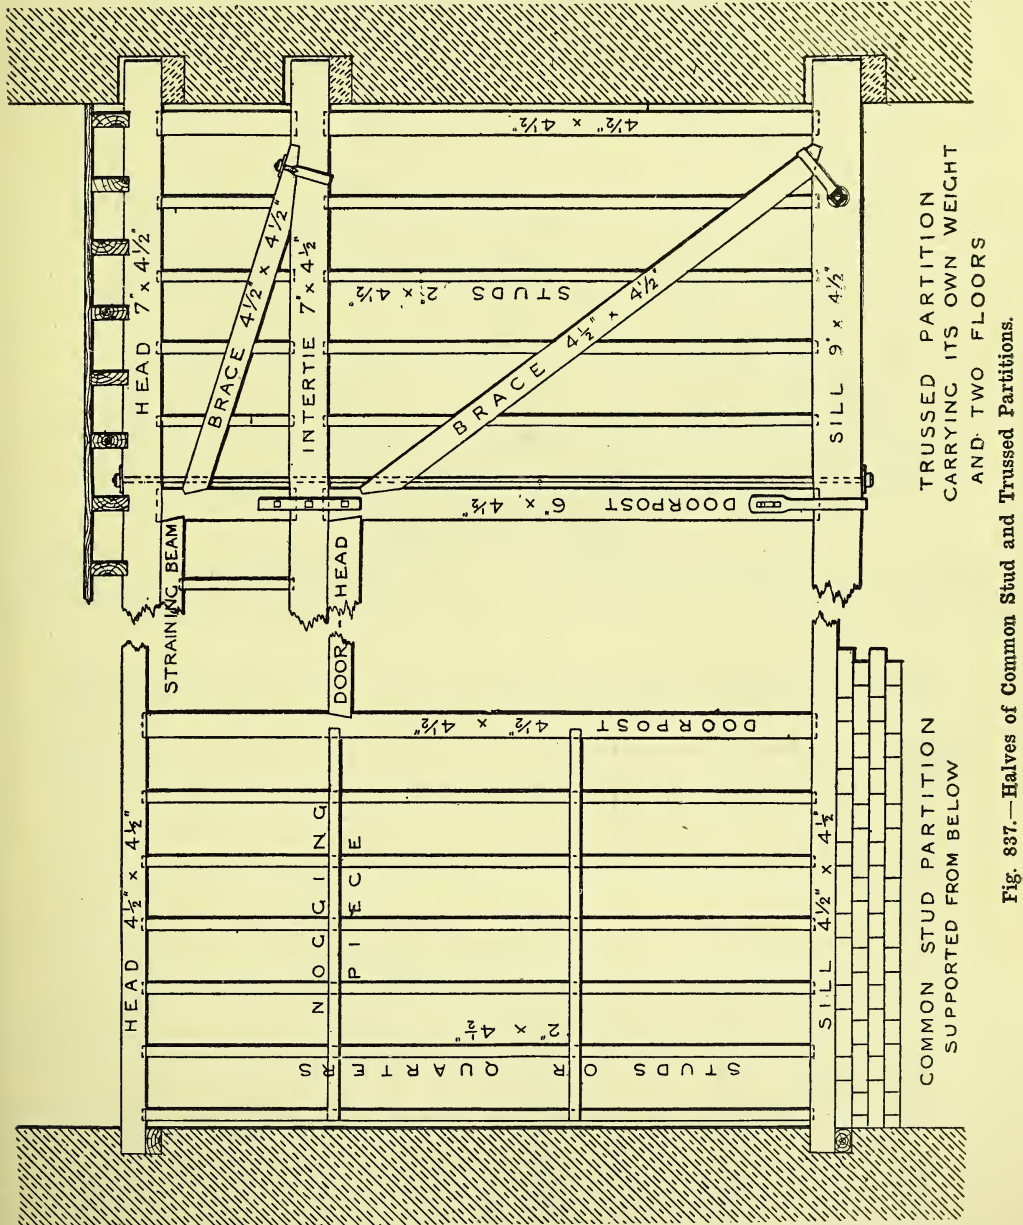 HEAD 4½" × 4½"
STRAINING BEAM
HEAD 7" × 4½"
BRACE 4½" × 4½"
NOGGING
PIECE
DOOR HEAD
INTERTIE 7" × 4½"
STUDS OR QUARTERS
2" × 4½"
DOORPOST 4½" × 4½"
DOORPOST 6" × 4½"
STUDS 2" × 4½"
4½" × 4½"
BRACE 4½" × 4½"
SILL 4½" × 4½"
SILL 9" × 4½"
COMMON STUD PARTITION
SUPPORTED FROM BELOW
TRUSSED PARTITION
CARRYING ITS OWN WEIGHT
AND TWO FLOORS
Fig. 837.—Halves of Common Stud and Trussed Partitions.